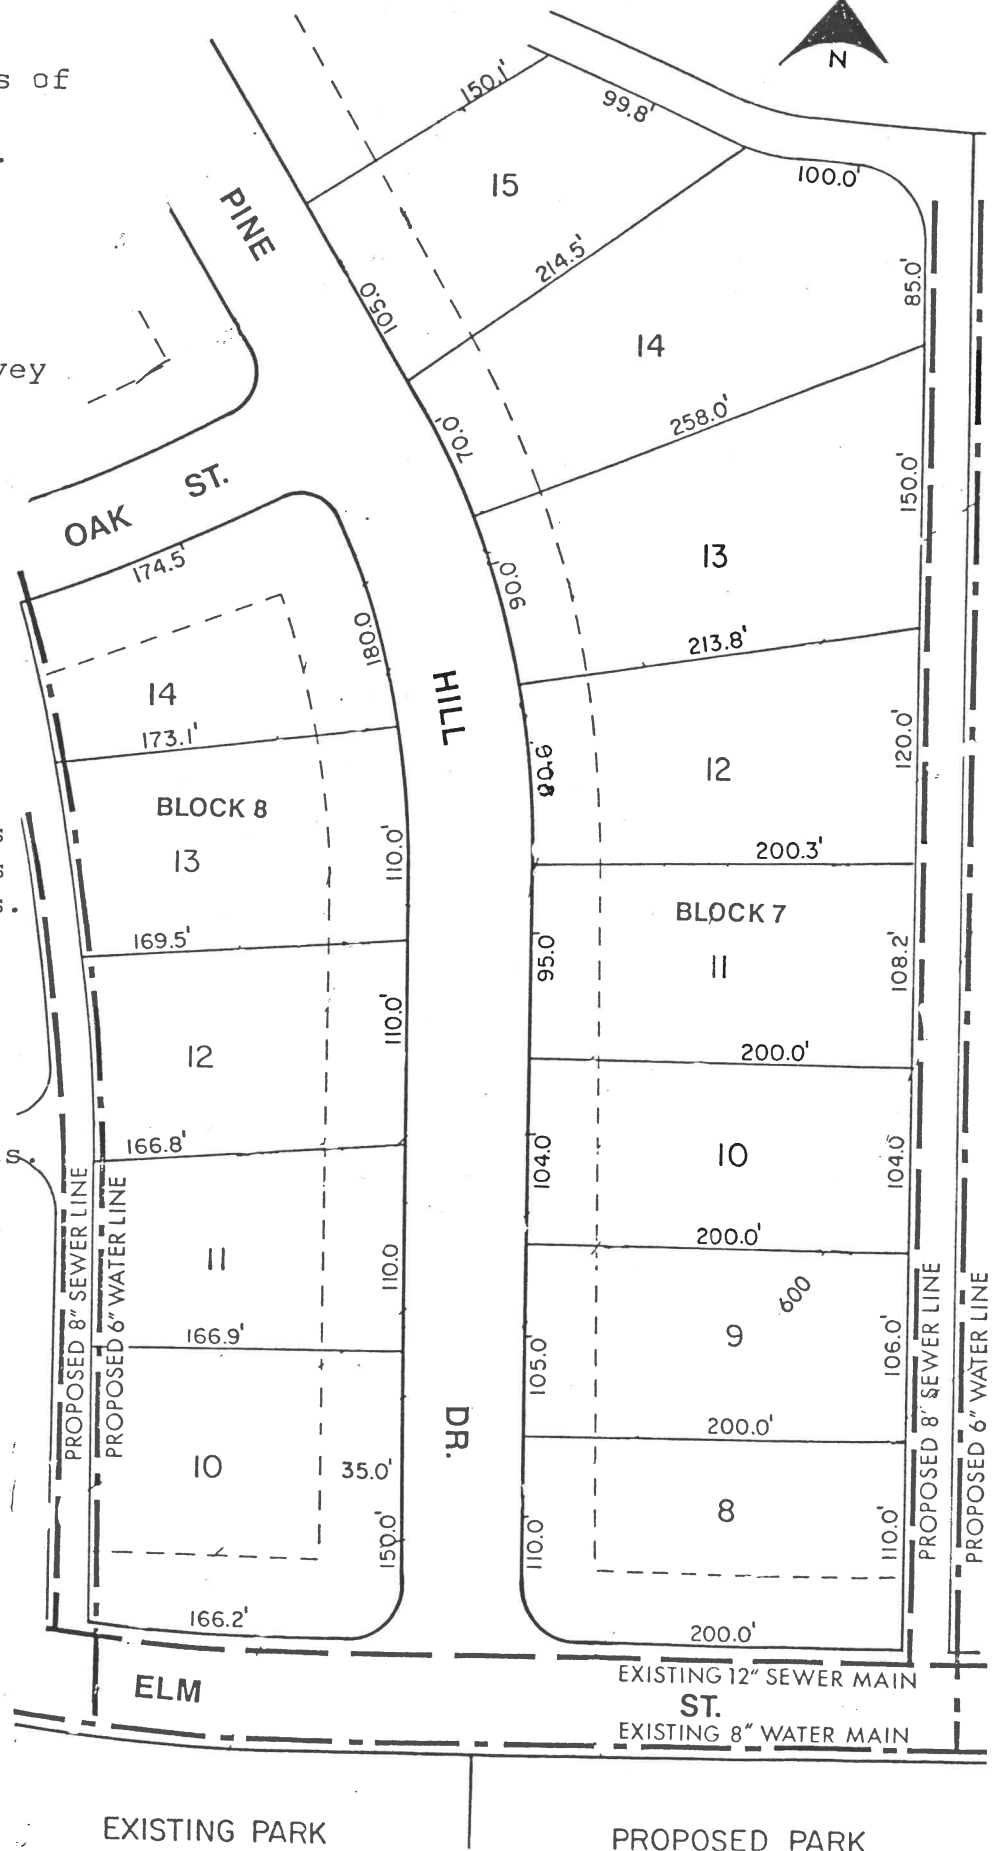 s of
.
N
150.1'
99.8'
100.0'
15
PINE
214.5'
105.0
85.0'
14
vey
70.0'
258.0'
ST.
OAK
150.0'
174.5'
13
90.0'
180.0'
213.8'
HILL
14
173.1'
120.0'
12
BLOCK 8
200.3'
s
13
110.0'
s
s.
BLOCK 7
169.5'
95.0
11
108.2'
110.0'
12
200.0'
166.8'
s.
104.0'
10
104.0'
200.0'
11
110.0
600
166.9'
105.0'
9
106.0'
PROPOSED 8" SEWER LINE
PROPOSED 6" WATER LINE
PROPOSED 8" SEWER LINE
PROPOSED 6" WATER LINE
DR.
200.0'
10
35.0'
8
150.0'
110.0'
110.0'
166.2'
200.0'
EXISTING 12" SEWER MAIN
ELM
ST.
EXISTING 8" WATER MAIN
EXISTING PARK
PROPOSED PARK